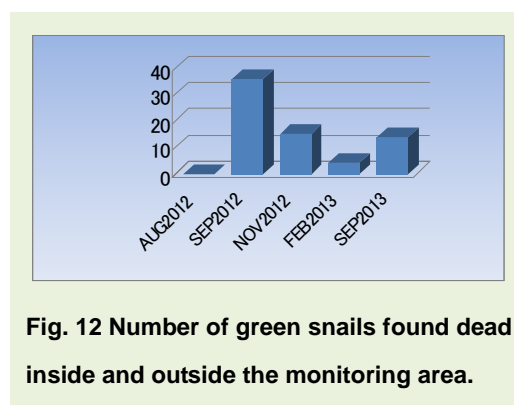 40
30
20
10
0
AUG2012
SEP2012
NOV2012
FEB2013
SEP2013
Fig. 12 Number of green snails found dead
inside and outside the monitoring area.